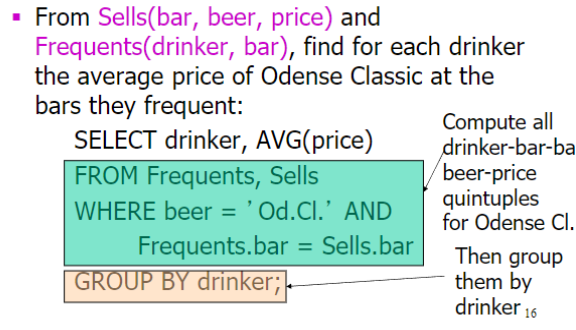 ▪ From Sells(bar, beer, price) and
Frequents(drinker, bar), find for each drinker
the average price of Odense Classic at the
bars they frequent:
SELECT drinker, AVG(price)
FROM Frequents, Sells
WHERE beer = ’Od.Cl.’ AND
Frequents.bar = Sells.bar
GROUP BY drinker;
Compute all
drinker-bar-ba
beer-price
quintuples
for Odense Cl.
Then group
them by
drinker 16